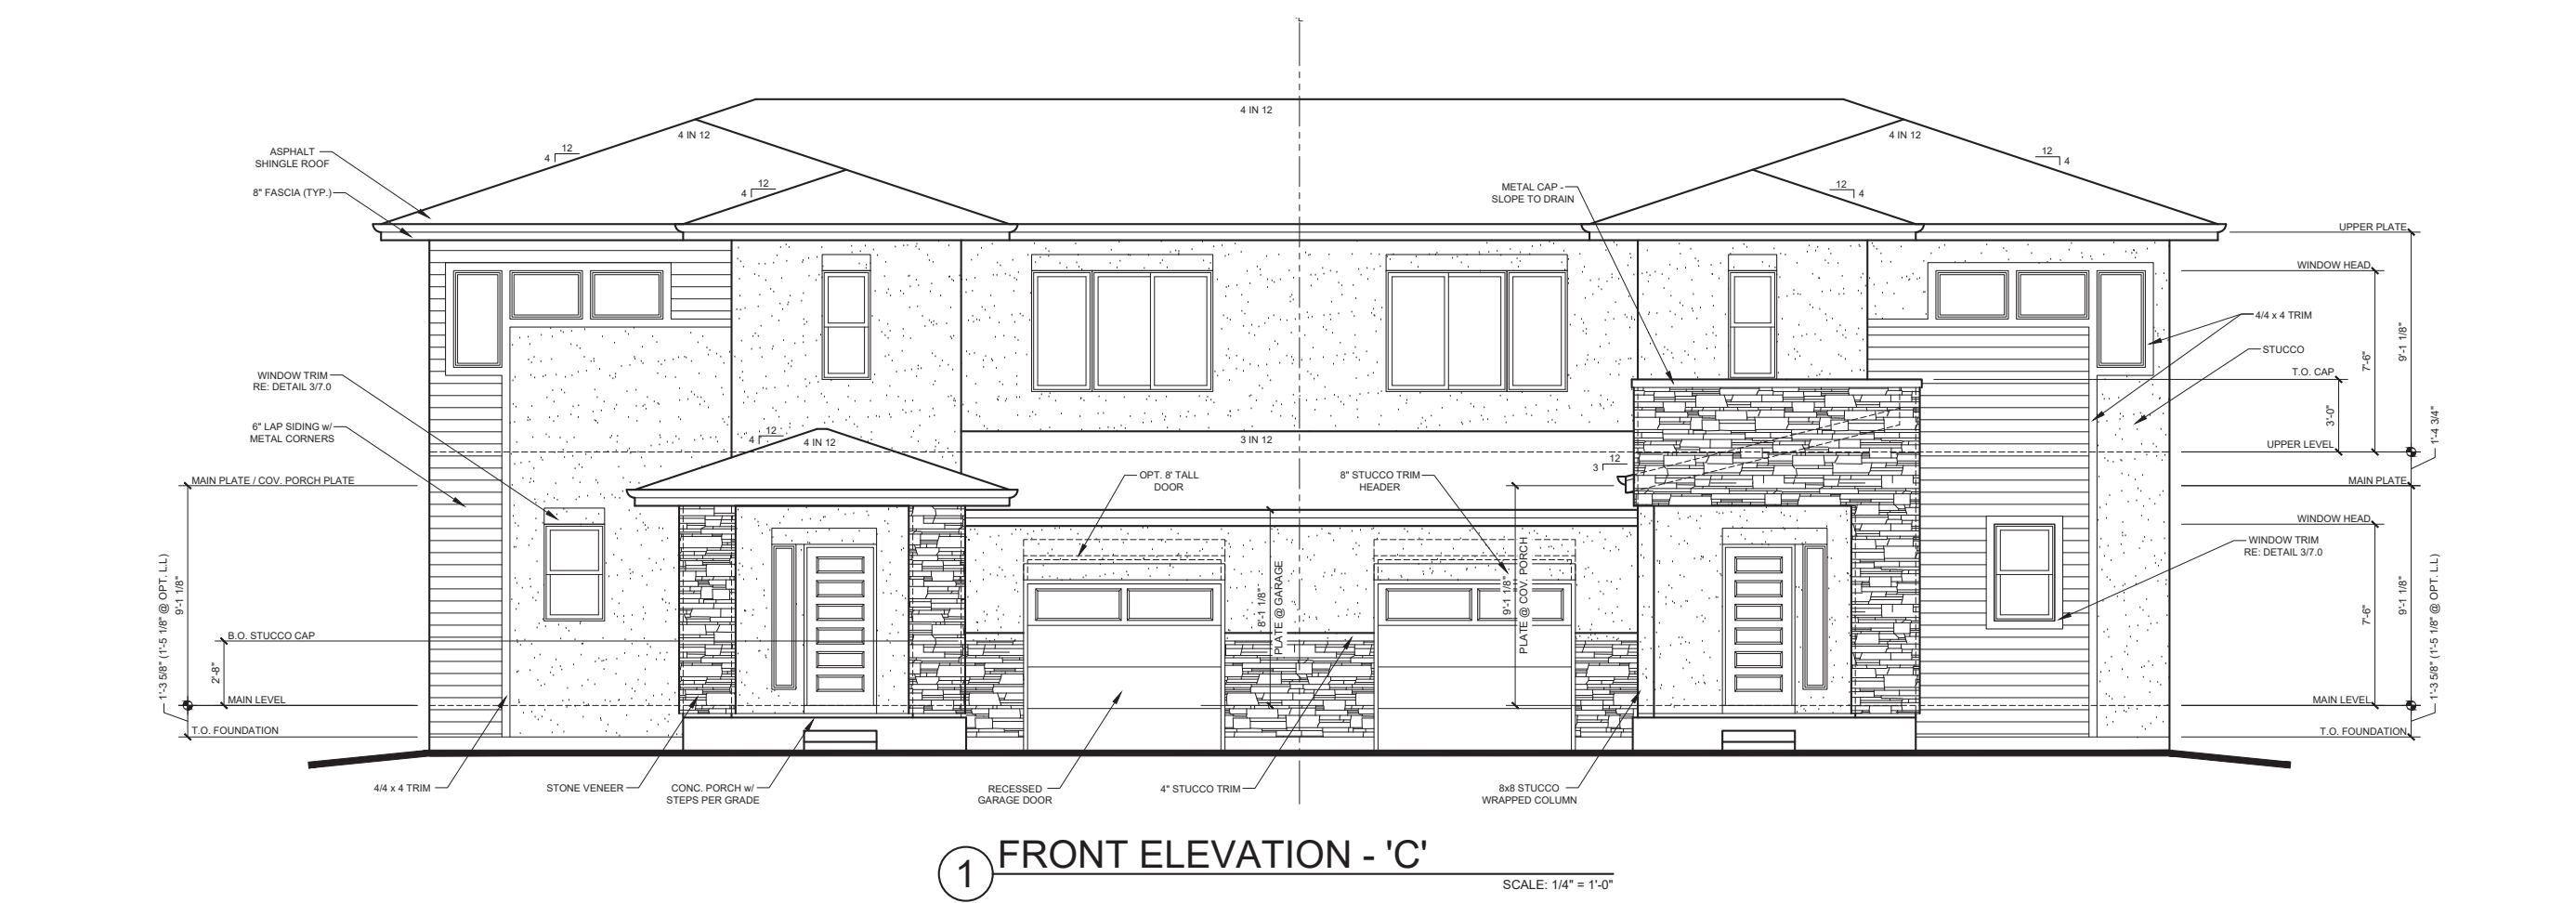 4 IN 12
4 IN 12
4 IN 12
ASPHALT
SHINGLE ROOF
12
4
12
4
8" FASCIA (TYP.)
12
4
12
4
METAL CAP -
SLOPE TO DRAIN
UPPER PLATE
WINDOW HEAD
4/4 x 4 TRIM
STUCCO
9'-1 1/8"
7'-6"
T.O. CAP
3'-0"
1'-4 3/4"
UPPER LEVEL
WINDOW TRIM
RE: DETAIL 3/7.0
6" LAP SIDING w/
METAL CORNERS
12
4
4 IN 12
3 IN 12
12
3
OPT. 8' TALL
DOOR
8" STUCCO TRIM
HEADER
MAIN PLATE / COV. PORCH PLATE
MAIN PLATE
WINDOW HEAD
WINDOW TRIM
RE: DETAIL 3/7.0
1'-3 5/8" (1'-5 1/8" @ OPT. L.L)
9'-1 1/8"
8'-1 1/8"
PLATE @ GARAGE
9'-1 1/8"
PLATE @ COV. PORCH
7'-6"
9'-1 1/8"
1'-3 5/8" (1'-5 1/8" @ OPT. L.L)
B.O. STUCCO CAP
2'-8"
MAIN LEVEL
MAIN LEVEL
T.O. FOUNDATION
T.O. FOUNDATION
4/4 x 4 TRIM
STONE VENEER
CONC. PORCH w/
STEPS PER GRADE
RECESSED
GARAGE DOOR
4" STUCCO TRIM
8x8 STUCCO
WRAPPED COLUMN
1
FRONT ELEVATION - 'C'
SCALE: 1/4" = 1'-0"